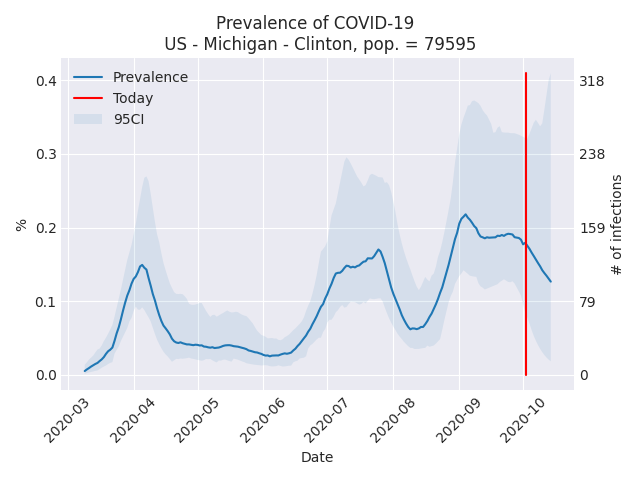 Prevalence of COVID-19
US - Michigan - Clinton, pop. = 79595
Prevalence
Today
95CI
0.4
0.3
0.2
0.1
0.0
%
318
238
159
79
0
# of infections
2020-03
2020-04
2020-05
2020-06
2020-07
2020-08
2020-09
2020-10
Date